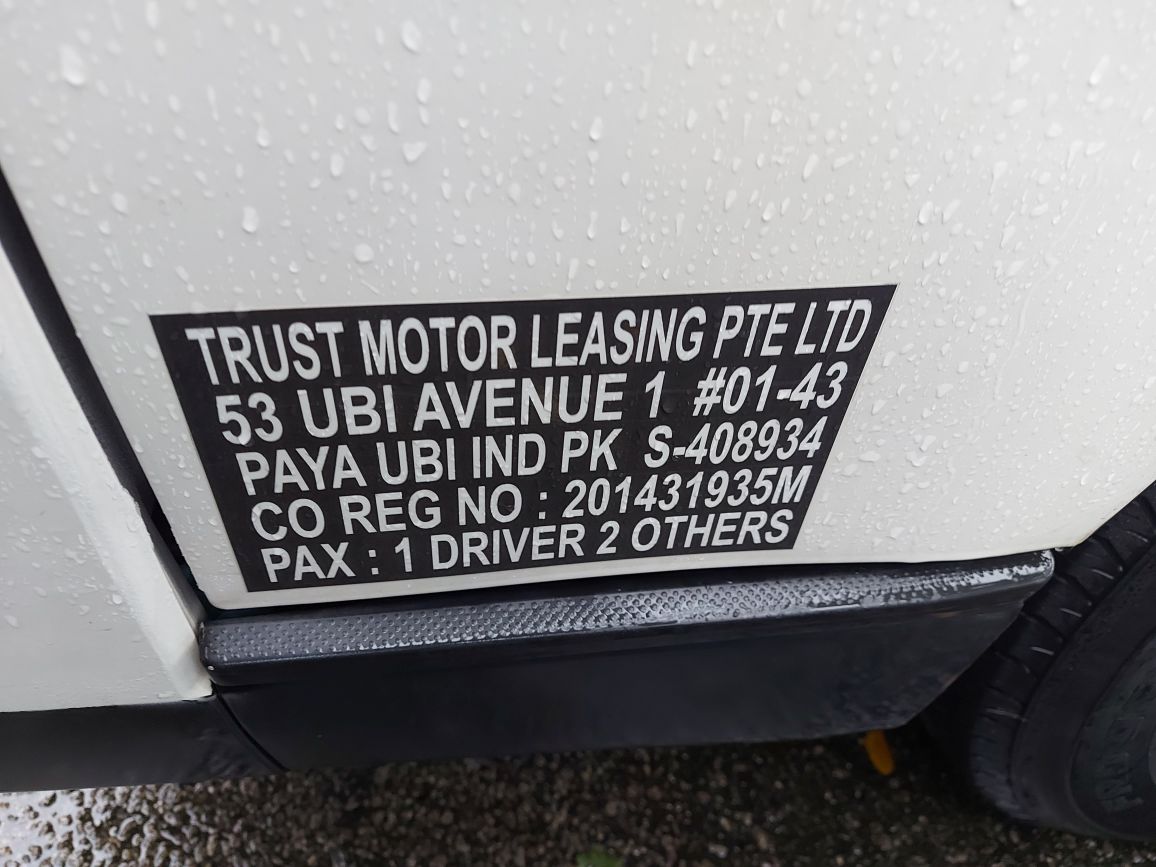 TRUST MOTOR LEASING PTE LTD
53 UBI AVENUE 1 #01-43
PAYA UBI IND PK S-408934
CO REG NO : 201431935M
PAX : 1 DRIVER 2 OTHERS